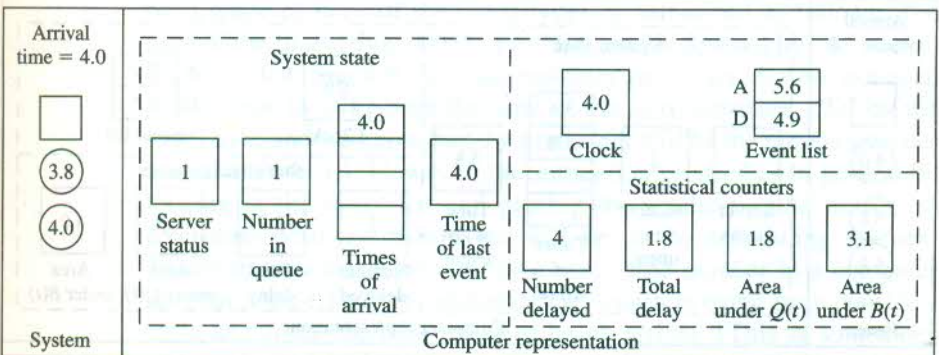 Arrival
time = 4.0
3.8
4.0
System
System state
1
Server
status
1
Number
in
queue
4.0
Times
of
arrival
4.0
Time
of last
event
4.0
Clock
A 5.6
D 4.9
Event list
Statistical counters
4
Number
delayed
1.8
Total
delay
1.8
Area
under Q(t)
3.1
Area
under B(t)
Computer representation